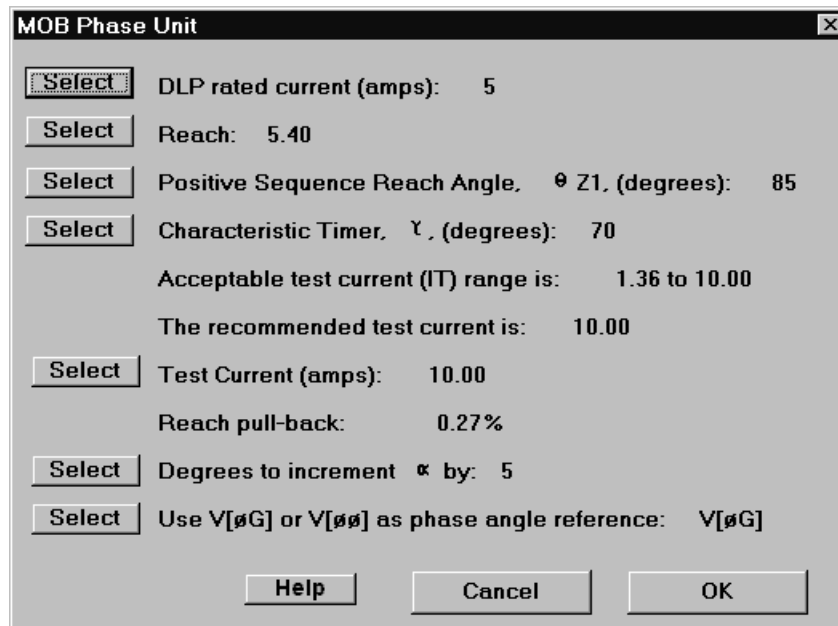 MOB Phase Unit
Select DLP rated current (amps): 5
Select Reach: 5.40
Select Positive Sequence Reach Angle, θ Z1, (degrees): 85
Select Characteristic Timer, τ, (degrees): 70
Acceptable test current (IT) range is: 1.36 to 10.00
The recommended test current is: 10.00
Select Test Current (amps): 10.00
Reach pull-back: 0.27%
Select Degrees to increment α by: 5
Select Use V[øG] or V[øø] as phase angle reference: V[øG]
Help Cancel OK